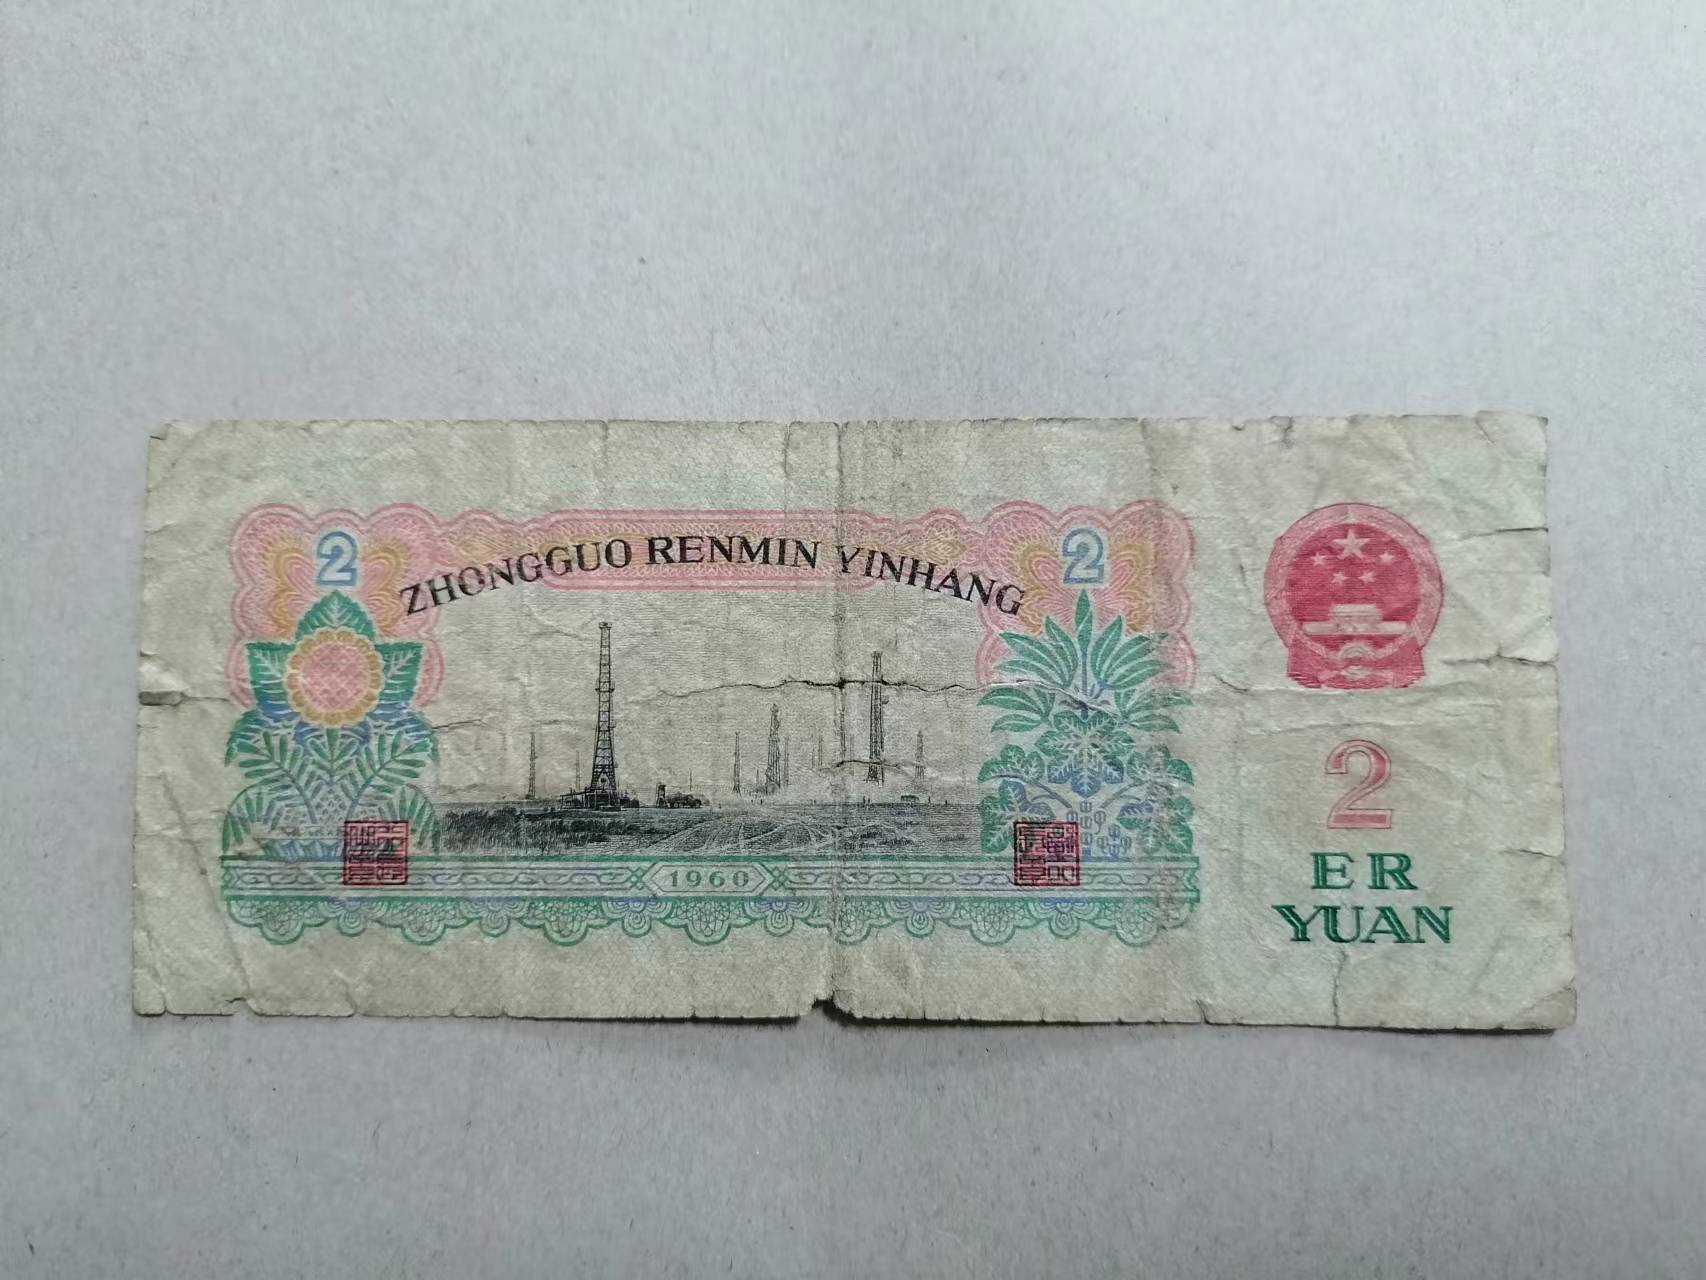 2
2
ZHONGGUO RENMIN YINHANG
2
ER
YUAN
1960